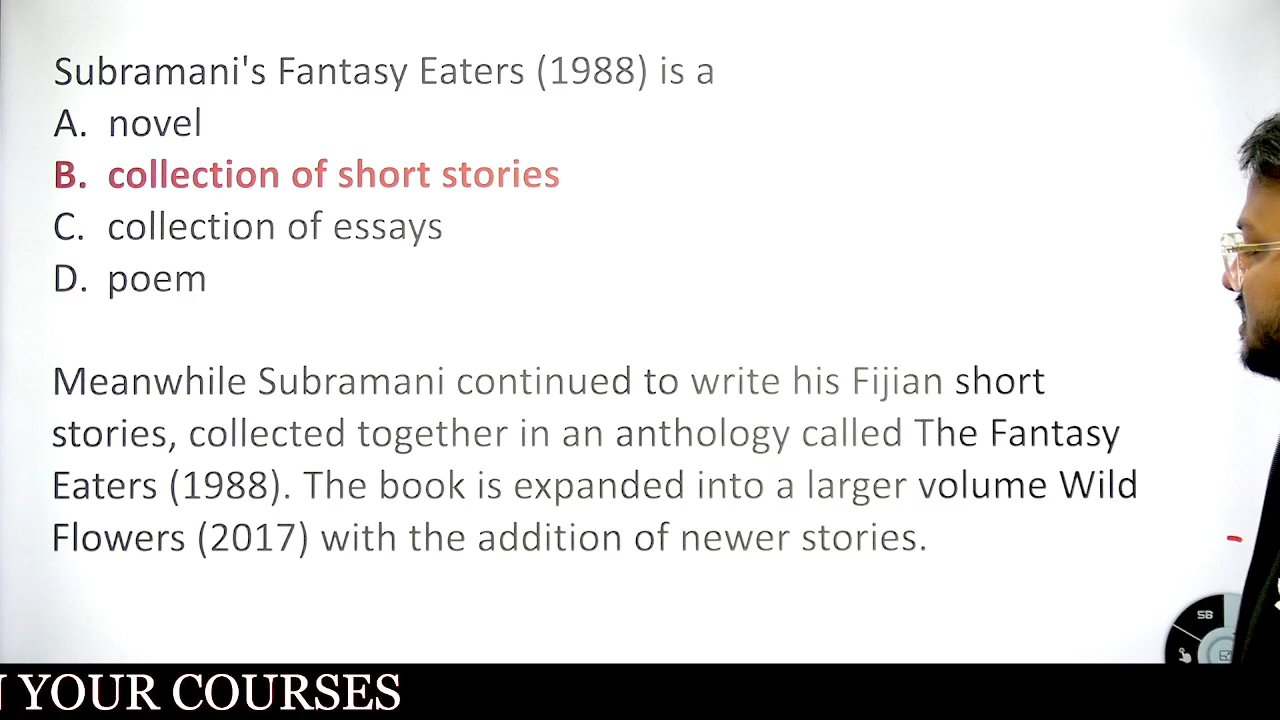 Subramani's Fantasy Eaters (1988) is a
A. novel
B. collection of short stories
C. collection of essays
D. poem
Meanwhile Subramani continued to write his Fijian short
stories, collected together in an anthology called The Fantasy
Eaters (1988). The book is expanded into a larger volume Wild
Flowers (2017) with the addition of newer stories.
SB
YOUR COURSES